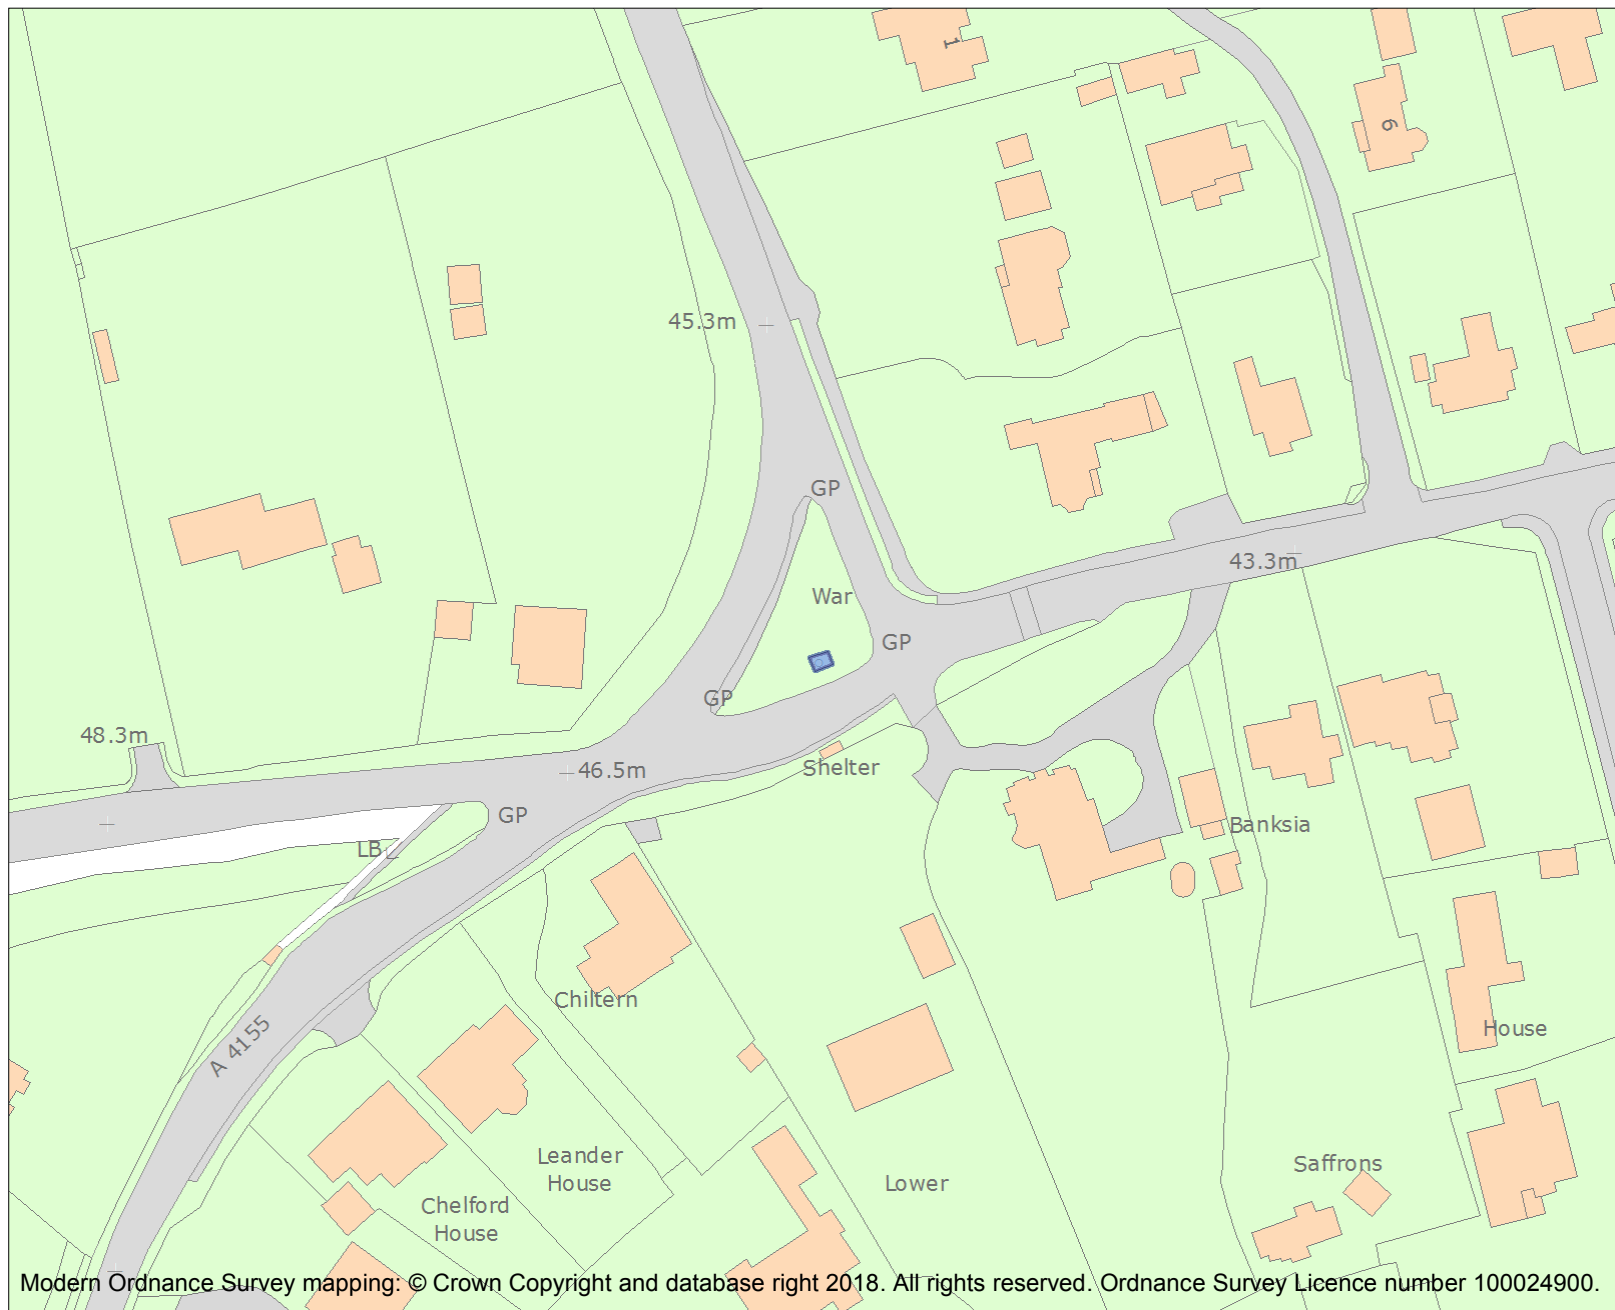 1
6
45.3m
GP
43.3m
War
GP
GP
48.3m
46.5m
Shelter
GP
Banksia
LB
Chiltern
House
A 4155
Leander
House
Saffrons
Lower
Chelford
House
Modern Ordnance Survey mapping: © Crown Copyright and database right 2018. All rights reserved. Ordnance Survey Licence number 100024900.